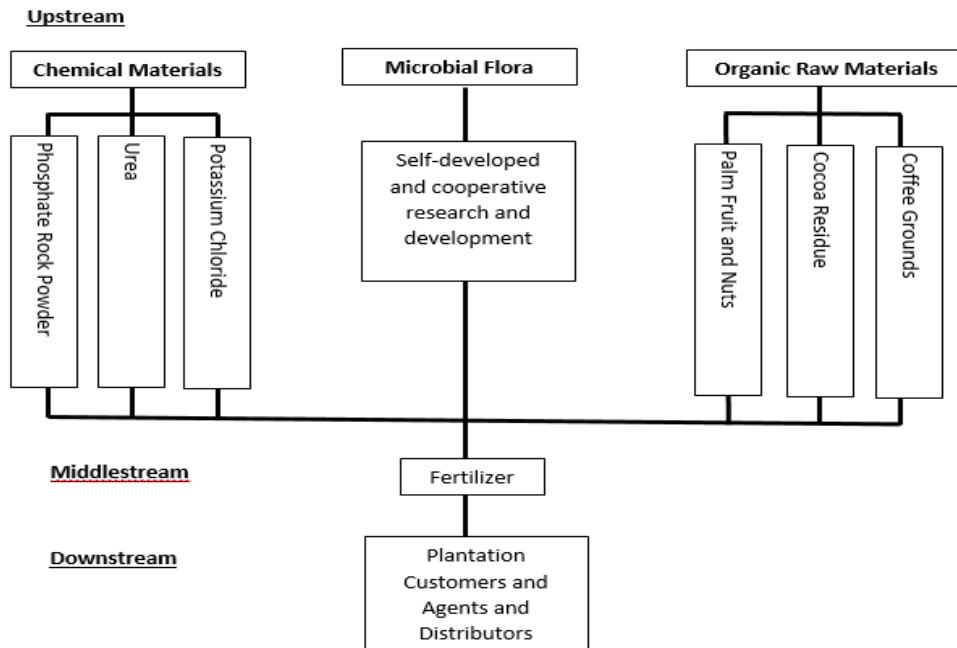 Upstream
Chemical Materials
Microbial Flora
Organic Raw Materials
Phosphate Rock Powder
Urea
Potassium Chloride
Self-developed
and cooperative
research and
development
Palm Fruit and Nuts
Cocoa Residue
Coffee Grounds
Middlestream
Fertilizer
Downstream
Plantation
Customers and
Agents and
Distributors